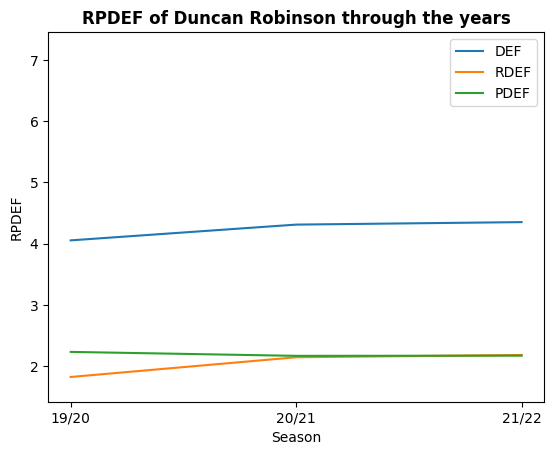 RPDEF of Duncan Robinson through the years
DEF
RDEF
PDEF
7
6
5
4
3
2
RPDEF
19/20
20/21
21/22
Season